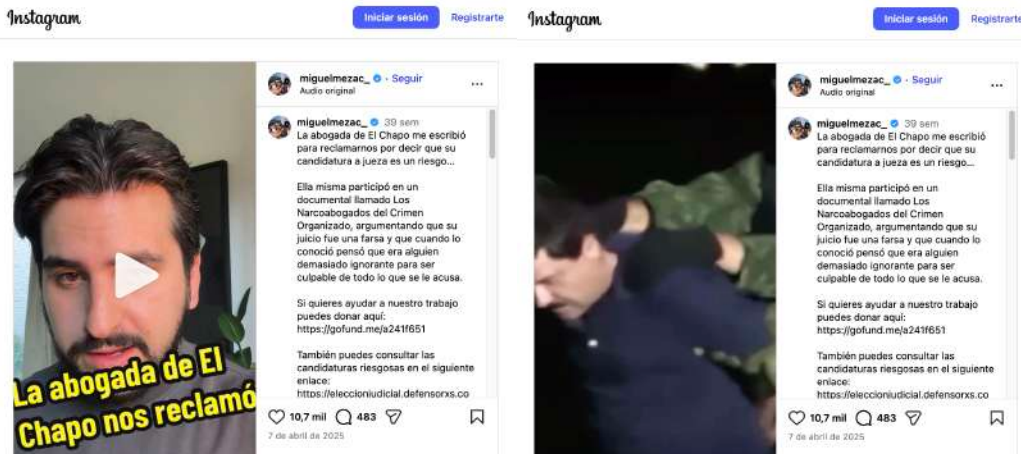 Instagram
Iniciar sesión
Registrarte
miguelmezac_ · Seguir
Audio original
miguelmezac_ 39 sem
La abogada de El Chapo me escribió
para reclamarnos por decir que su
candidatura a jueza es un riesgo...
Ella misma participó en un
documental llamado Los
Narcoabogados del Crimen
Organizado, argumentando que su
juicio fue una farsa y que cuando lo
conoció pensó que era alguien
demasiado ignorante para ser
culpable de todo lo que se le acusa.
Si quieres ayudar a nuestro trabajo
puedes donar aquí:
https://gofund.me/a241f651
También puedes consultar las
candidaturas riesgosas en el siguiente
enlace:
https://eleccionjudicial.defensorxs.co
10,7 mil 483
7 de abril de 2025
La abogada de El
Chapo nos reclamó
Instagram
Iniciar sesión
Registrarte
miguelmezac_ · Seguir
Audio original
miguelmezac_ 39 sem
La abogada de El Chapo me escribió
para reclamarnos por decir que su
candidatura a jueza es un riesgo...
Ella misma participó en un
documental llamado Los
Narcoabogados del Crimen
Organizado, argumentando que su
juicio fue una farsa y que cuando lo
conoció pensó que era alguien
demasiado ignorante para ser
culpable de todo lo que se le acusa.
Si quieres ayudar a nuestro trabajo
puedes donar aquí:
https://gofund.me/a241f651
También puedes consultar las
candidaturas riesgosas en el siguiente
enlace:
https://eleccionjudicial.defensorxs.co
10,7 mil 483
7 de abril de 2025